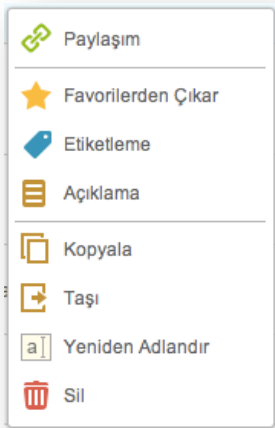 Paylaşım
Favorilerden Çıkar
Etiketleme
Açıklama
Kopyala
Taşı
a Yeniden Adlandır
Sil